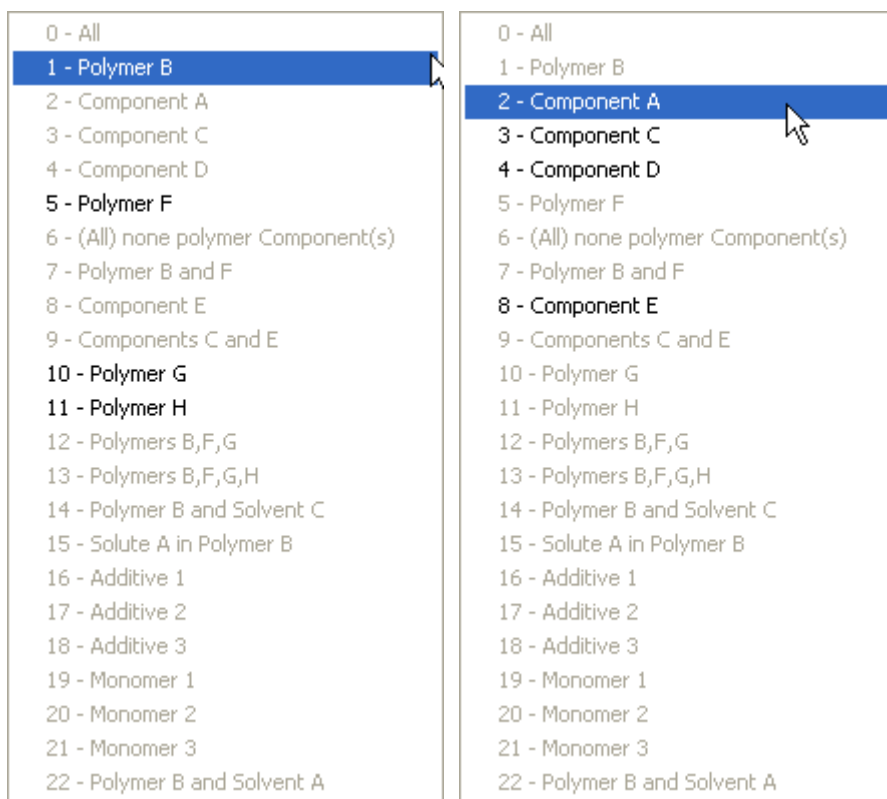 0 - All
1 - Polymer B
2 - Component A
3 - Component C
4 - Component D
5 - Polymer F
6 - (All) none polymer Component(s)
7 - Polymer B and F
8 - Component E
9 - Components C and E
10 - Polymer G
11 - Polymer H
12 - Polymers B,F,G
13 - Polymers B,F,G,H
14 - Polymer B and Solvent C
15 - Solute A in Polymer B
16 - Additive 1
17 - Additive 2
18 - Additive 3
19 - Monomer 1
20 - Monomer 2
21 - Monomer 3
22 - Polymer B and Solvent A
0 - All
1 - Polymer B
2 - Component A
3 - Component C
4 - Component D
5 - Polymer F
6 - (All) none polymer Component(s)
7 - Polymer B and F
8 - Component E
9 - Components C and E
10 - Polymer G
11 - Polymer H
12 - Polymers B,F,G
13 - Polymers B,F,G,H
14 - Polymer B and Solvent C
15 - Solute A in Polymer B
16 - Additive 1
17 - Additive 2
18 - Additive 3
19 - Monomer 1
20 - Monomer 2
21 - Monomer 3
22 - Polymer B and Solvent A